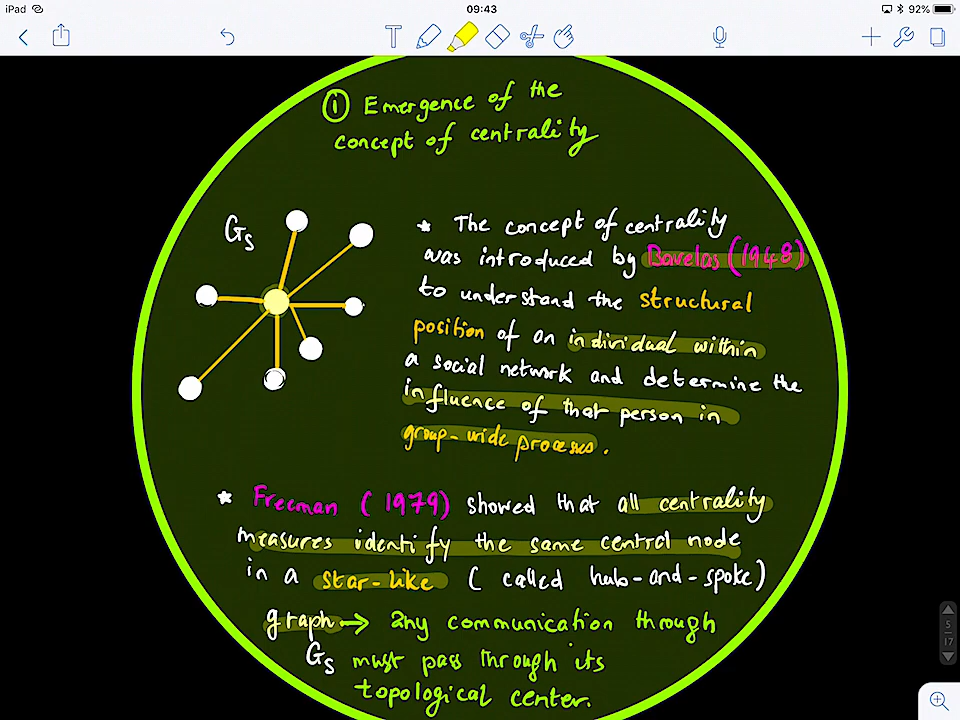 iPad
09:43
92%
① Emergence of the
concept of centrality
Gs
* The concept of centrality
was introduced by Bavelas (1948)
to understand the structural
position of an individual within
a social network and determine the
influence of that person in
group-wide processes.
* Freeman (1979) showed that all centrality
measures identify the same central node
in a star-like (called hub-and-spoke)
graph → any communication through
Gs must pass through its
topological center.
5
17